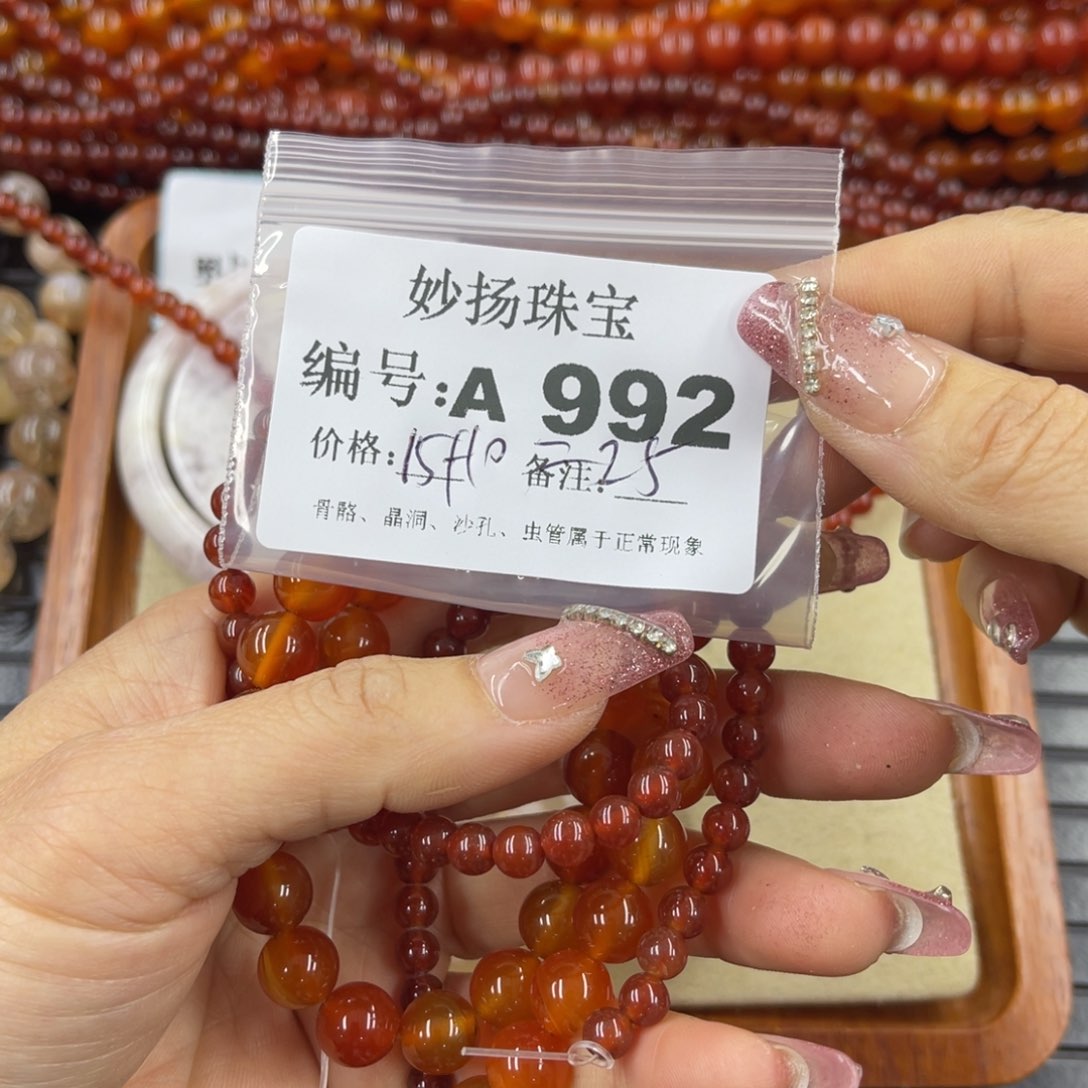 妙扬珠宝
编号:A 992
价格: 备注: 25
骨骼、晶洞、沙孔、虫管属于正常现象